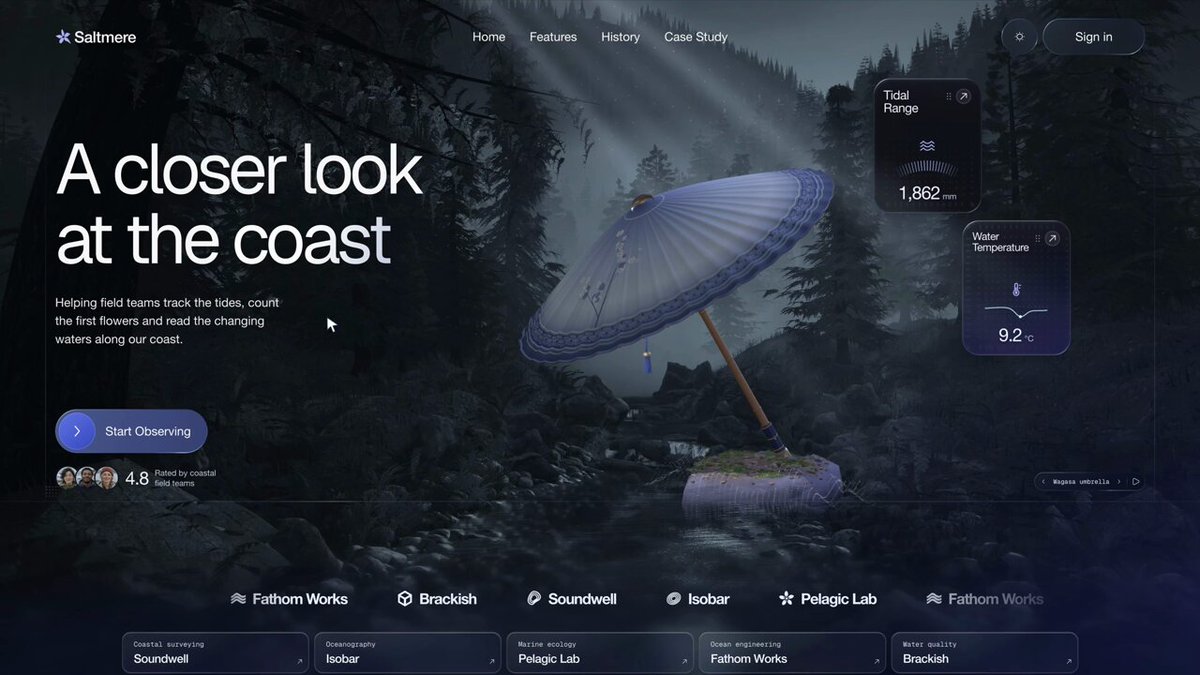 Saltmere
Home
Features
History
Case Study
Sign in
A closer look
at the coast
Helping field teams track the tides, count
the first flowers and read the changing
waters along our coast.
Start Observing
4.8
Rated by coastal
field teams
Tidal
Range
1,862 mm
Water
Temperature
9.2 °C
Wagasa umbrella
Fathom Works
Brackish
Soundwell
Isobar
Pelagic Lab
Fathom Works
Coastal surveying
Soundwell
Oceanography
Isobar
Marine ecology
Pelagic Lab
Ocean engineering
Fathom Works
Water quality
Brackish